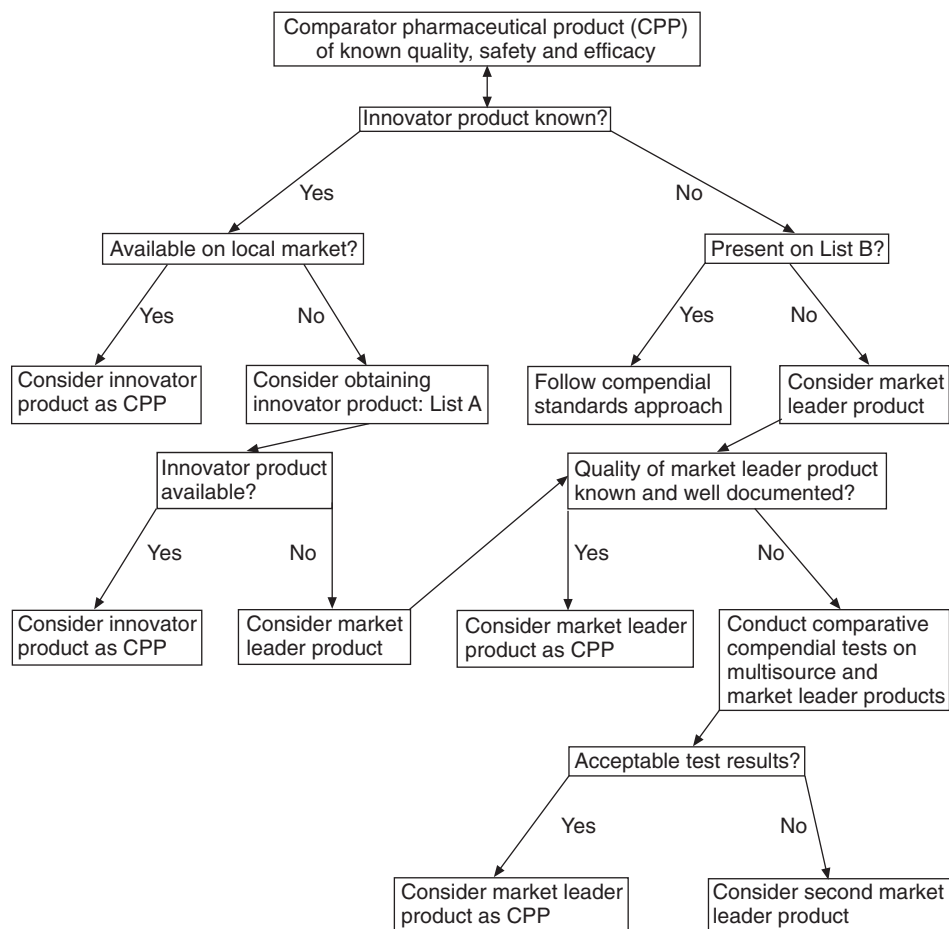 Comparator pharmaceutical product (CPP)
of known quality, safety and efficacy
Innovator product known?
Yes
No
Available on local market?
Present on List B?
Yes
No
Yes
No
Consider innovator
product as CPP
Consider obtaining
innovator product: List A
Follow compendial
standards approach
Consider market
leader product
Innovator product
available?
Quality of market leader product
known and well documented?
Yes
No
Yes
No
Consider innovator
product as CPP
Consider market
leader product
Consider market leader
product as CPP
Conduct comparative
compendial tests on
multisource and
market leader products
Acceptable test results?
Yes
No
Consider market leader
product as CPP
Consider second market
leader product